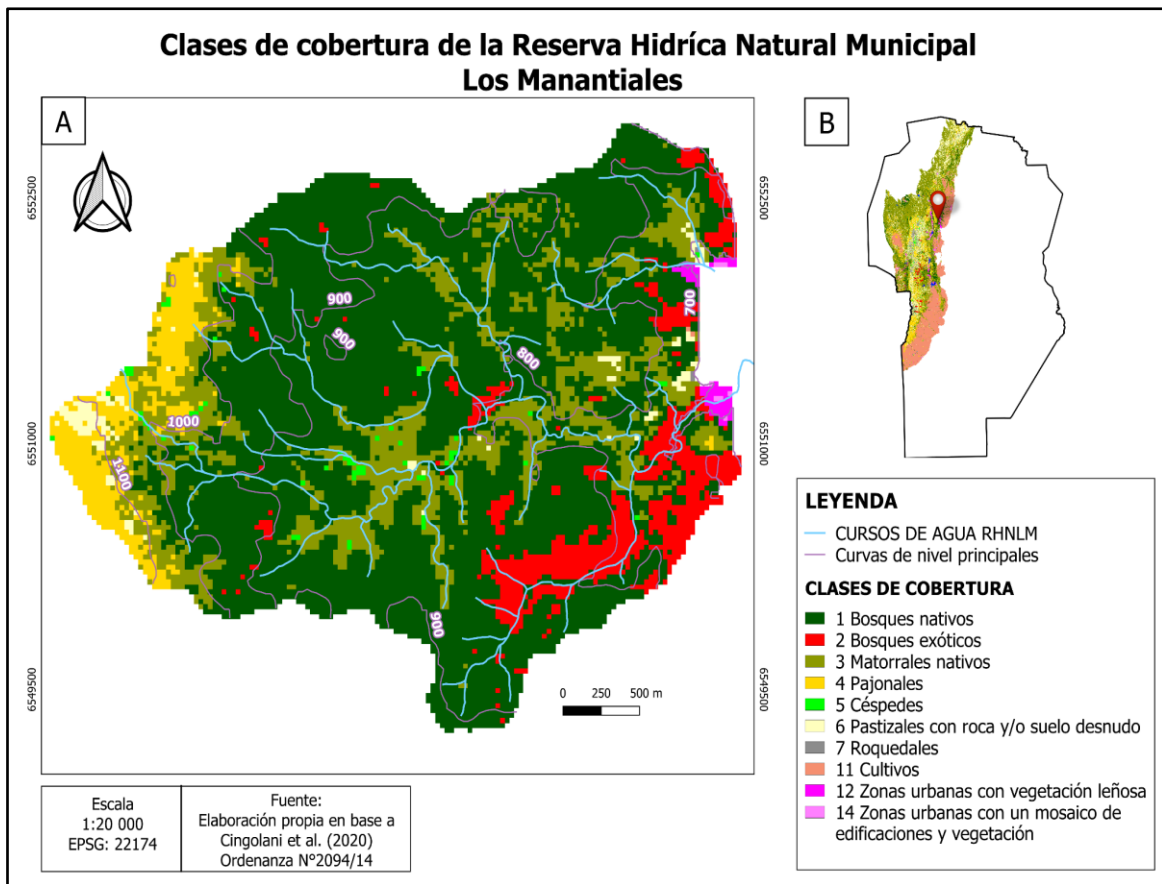 Clases de cobertura de la Reserva Hidríca Natural Municipal
Los Manantiales
A
B
6552500
6552500
900
900
700
800
1000
6551000
6551000
1100
900
6549500
6549500
0 250 500 m
LEYENDA
CURSOS DE AGUA RHNLM
Curvas de nivel principales
CLASES DE COBERTURA
1 Bosques nativos
2 Bosques exóticos
3 Matorrales nativos
4 Pajonales
5 Céspedes
6 Pastizales con roca y/o suelo desnudo
7 Roquedales
11 Cultivos
12 Zonas urbanas con vegetación leñosa
14 Zonas urbanas con un mosaico de
edificaciones y vegetación
Escala
1:20 000
EPSG: 22174
Fuente:
Elaboración propia en base a
Cingolani et al. (2020)
Ordenanza N°2094/14